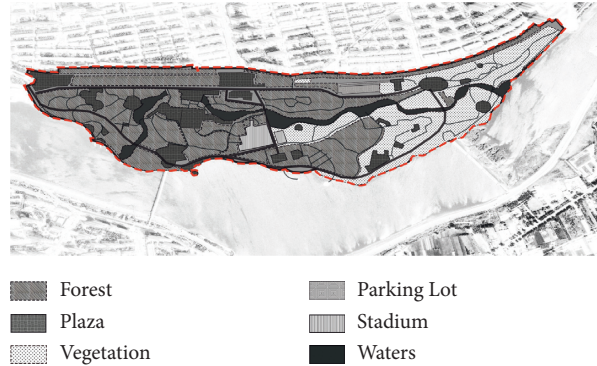 Forest
Plaza
Vegetation
Parking Lot
Stadium
Waters